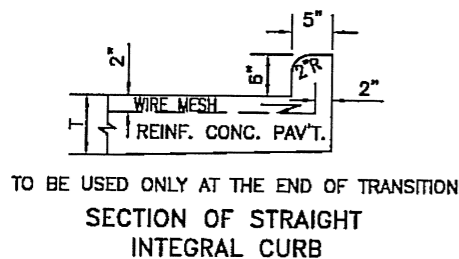 5"
2"
6"
2"R
2"
WIRE MESH
T
REINF. CONC. PAV'T.
TO BE USED ONLY AT THE END OF TRANSITION
SECTION OF STRAIGHT
INTEGRAL CURB